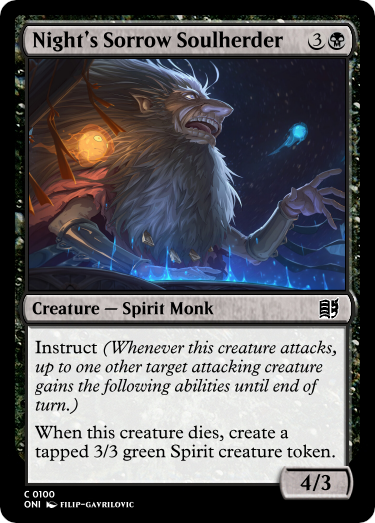 Night's Sorrow Soulherder 3
Creature — Spirit Monk
Instruct (Whenever this creature attacks,
up to one other target attacking creature
gains the following abilities until end of
turn.)
When this creature dies, create a
tapped 3/3 green Spirit creature token.
4/3
C 0100
ONI FILIP-GAVRILOVIC